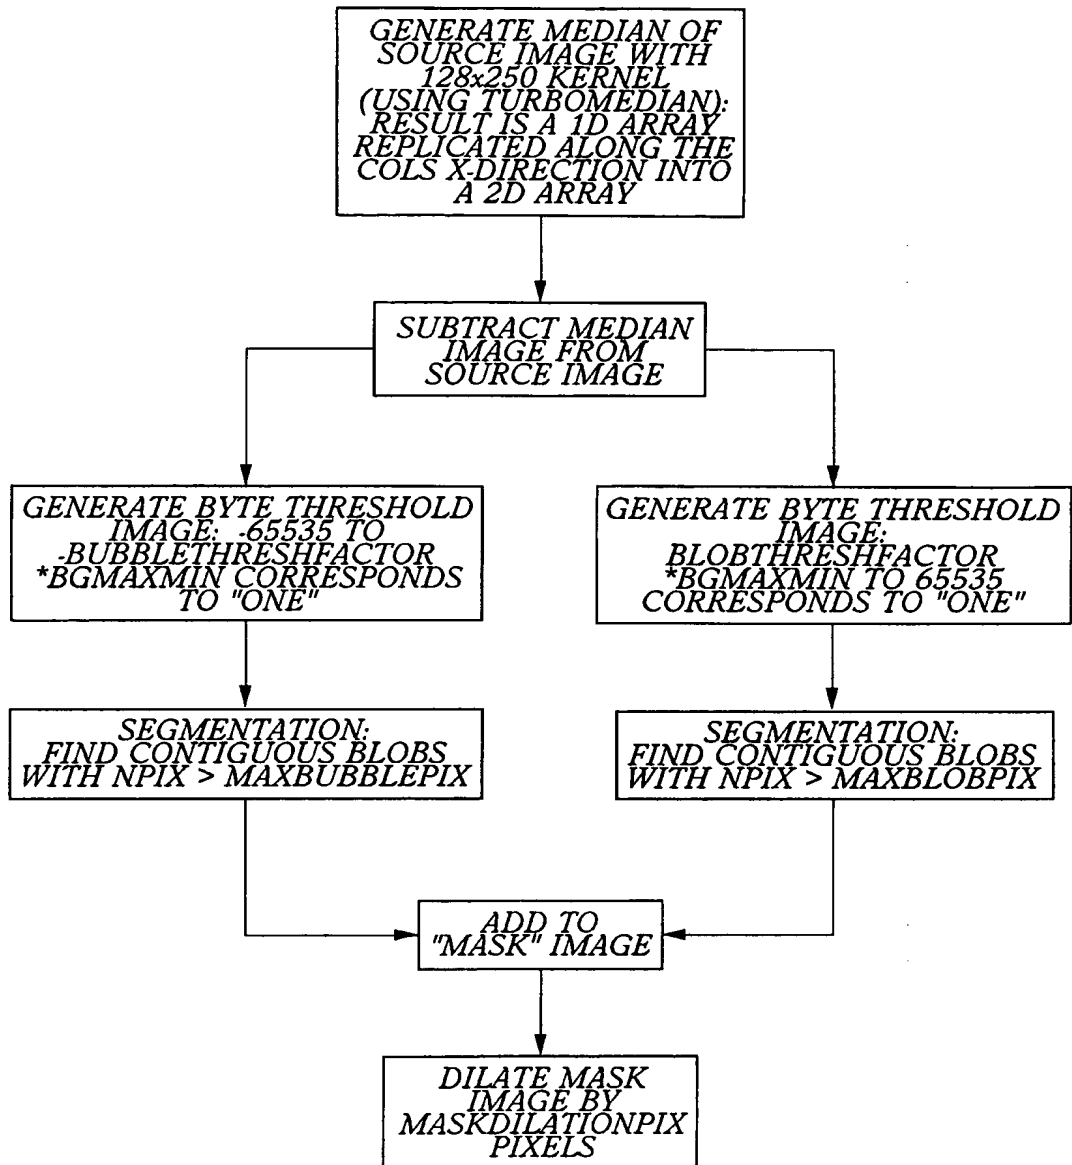 GENERATE MEDIAN OF
SOURCE IMAGE WITH
128x250 KERNEL
(USING TURBOMEDIAN):
RESULT IS A 1D ARRAY
REPLICATED ALONG THE
COLS X-DIRECTION INTO
A 2D ARRAY
SUBTRACT MEDIAN
IMAGE FROM
SOURCE IMAGE
GENERATE BYTE THRESHOLD
IMAGE: -65535 TO
-BUBBLETHRESHFACTOR
*BGMAXMIN CORRESPONDS
TO "ONE"
GENERATE BYTE THRESHOLD
IMAGE:
BLOBTHRESHFACTOR
*BGMAXMIN TO 65535
CORRESPONDS TO "ONE"
SEGMENTATION:
FIND CONTIGUOUS BLOBS
WITH NPIX > MAXBUBBLEPIX
SEGMENTATION:
FIND CONTIGUOUS BLOBS
WITH NPIX > MAXBLOBPIX
ADD TO
"MASK" IMAGE
DILATE MASK
IMAGE BY
MASKDILATIONPIX
PIXELS